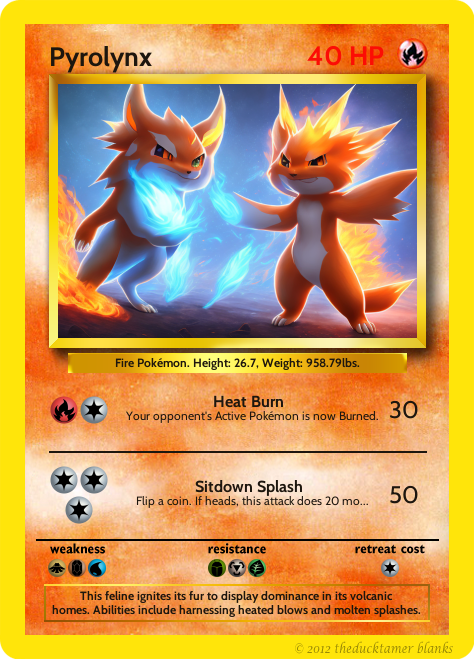 Pyrolynx 40 HP
Fire Pokémon. Height: 26.7, Weight: 958.79lbs.
Heat Burn
Your opponent's Active Pokémon is now Burned. 30
Sitdown Splash
Flip a coin. If heads, this attack does 20 mo... 50
weakness resistance retreat cost
This feline ignites its fur to display dominance in its volcanic
homes. Abilities include harnessing heated blows and molten splashes.
© 2012 theducktamer blanks